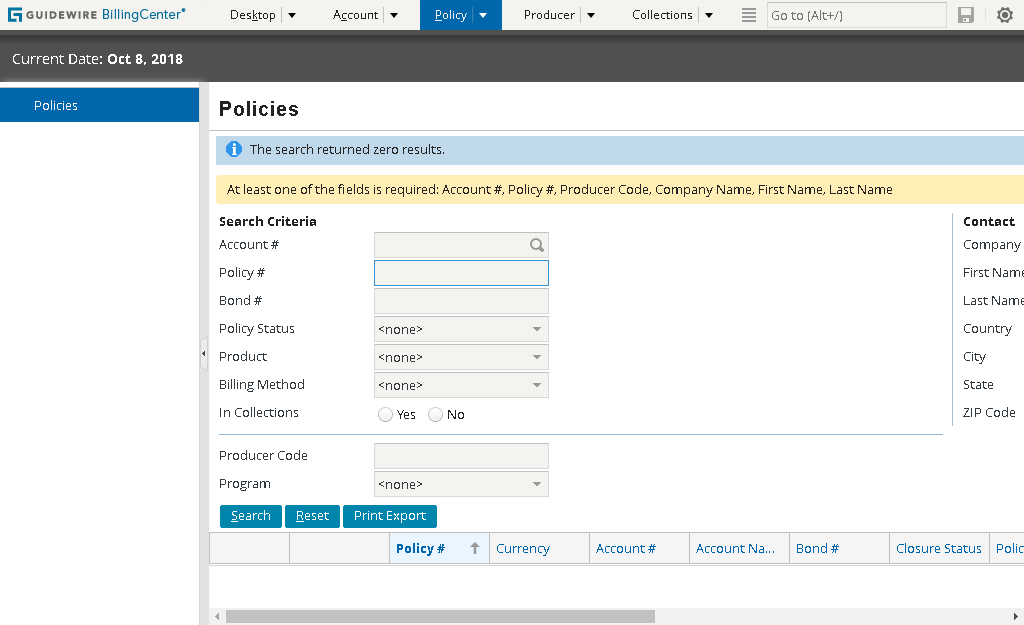 GUIDEWIRE BillingCenter® Desktop Account Policy Producer Collections Go to (Alt+/)
Current Date: Oct 8, 2018
Policies
Policies
The search returned zero results.
At least one of the fields is required: Account #, Policy #, Producer Code, Company Name, First Name, Last Name
Search Criteria
Account #
Policy #
Bond #
Policy Status <none>
Product <none>
Billing Method <none>
In Collections Yes No
Producer Code
Program <none>
Contact
Company
First Name
Last Name
Country
City
State
ZIP Code
Search Reset Print Export
Policy # Currency Account # Account Na... Bond # Closure Status Polic